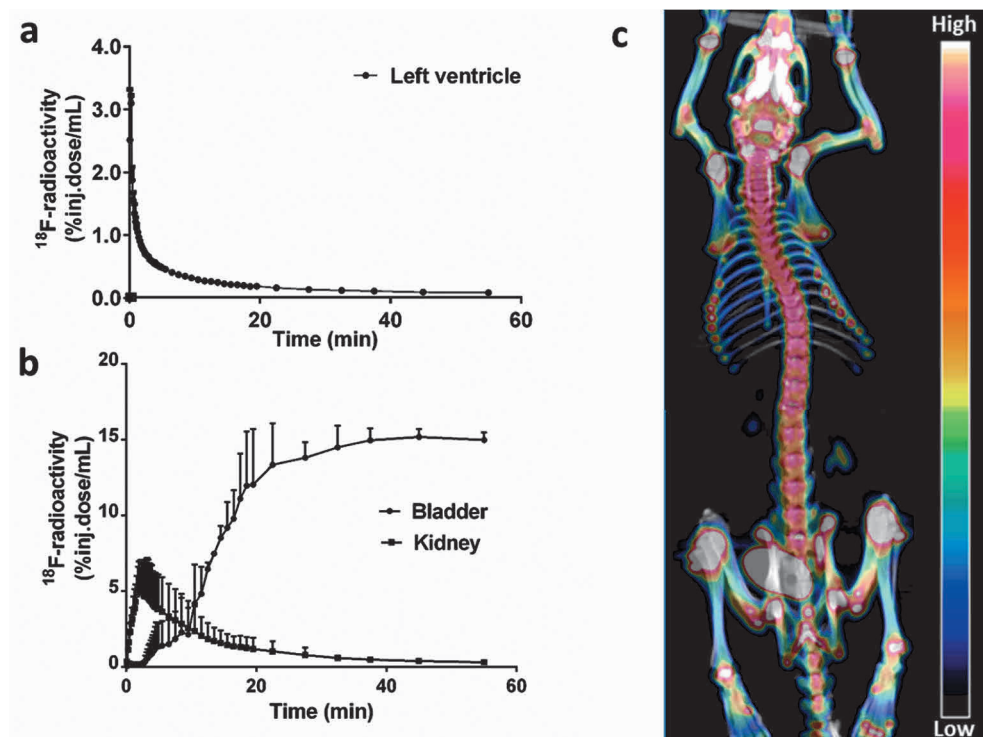 a
4.0
3.0
2.0
1.0
0.0
¹⁸F-radioactivity
(%inj.dose/mL)
Left ventricle
0
20
40
60
Time (min)
b
20
15
10
5
0
¹⁸F-radioactivity
(%inj.dose/mL)
Bladder
Kidney
0
20
40
60
Time (min)
c
High
Low